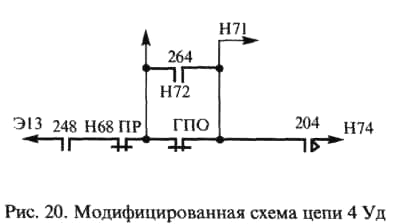 Н71
264
Н72
Э13 248 Н68 ПР ГПО 204 Н74
Рис. 20. Модифицированная схема цепи 4 Уд